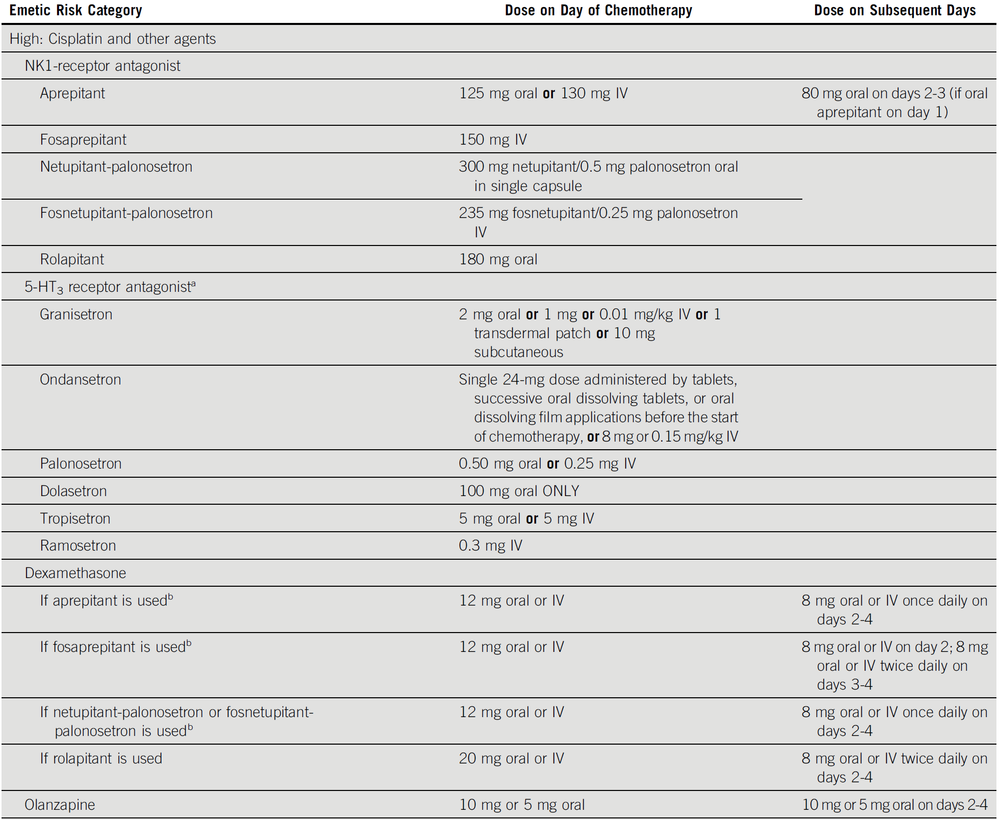 Emetic Risk Category Dose on Day of Chemotherapy Dose on Subsequent Days
High: Cisplatin and other agents
NK1-receptor antagonist
Aprepitant 125 mg oral or 130 mg IV 80 mg oral on days 2-3 (if oral
aprepitant on day 1)
Fosaprepitant 150 mg IV
Netupitant-palonosetron 300 mg netupitant/0.5 mg palonosetron oral
in single capsule
Fosnetupitant-palonosetron 235 mg fosnetupitant/0.25 mg palonosetron
IV
Rolapitant 180 mg oral
5-HT₃ receptor antagonistᵃ
Granisetron 2 mg oral or 1 mg or 0.01 mg/kg IV or 1
transdermal patch or 10 mg
subcutaneous
Ondansetron Single 24-mg dose administered by tablets,
successive oral dissolving tablets, or oral
dissolving film applications before the start
of chemotherapy, or 8 mg or 0.15 mg/kg IV
Palonosetron 0.50 mg oral or 0.25 mg IV
Dolasetron 100 mg oral ONLY
Tropisetron 5 mg oral or 5 mg IV
Ramosetron 0.3 mg IV
Dexamethasone
If aprepitant is usedᵇ 12 mg oral or IV 8 mg oral or IV once daily on
days 2-4
If fosaprepitant is usedᵇ 12 mg oral or IV 8 mg oral or IV on day 2; 8 mg
oral or IV twice daily on
days 3-4
If netupitant-palonosetron or fosnetupitant- 12 mg oral or IV 8 mg oral or IV once daily on
palonosetron is usedᵇ days 2-4
If rolapitant is used 20 mg oral or IV 8 mg oral or IV twice daily on
days 2-4
Olanzapine 10 mg or 5 mg oral 10 mg or 5 mg oral on days 2-4